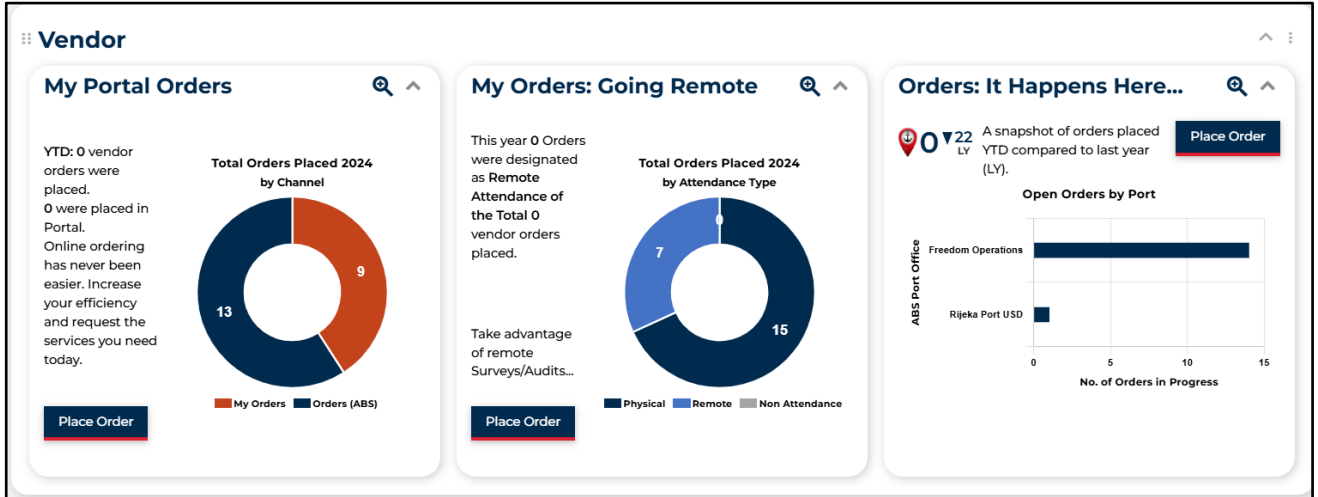 Vendor
My Portal Orders
YTD: 0 vendor
orders were
placed.
0 were placed in
Portal.
Online ordering
has never been
easier. Increase
your efficiency
and request the
services you need
today.
Place Order
Total Orders Placed 2024
by Channel
9
13
My Orders Orders (ABS)
My Orders: Going Remote
This year 0 Orders
were designated
as Remote
Attendance of
the Total 0
vendor orders
placed.
Take advantage
of remote
Surveys/Audits...
Place Order
Total Orders Placed 2024
by Attendance Type
0
7
15
Physical Remote Non Attendance
Orders: It Happens Here...
0 ▼22
LY
A snapshot of orders placed
YTD compared to last year
(LY).
Place Order
Open Orders by Port
ABS Port Office
Freedom Operations
Rijeka Port USD
0 5 10 15
No. of Orders in Progress